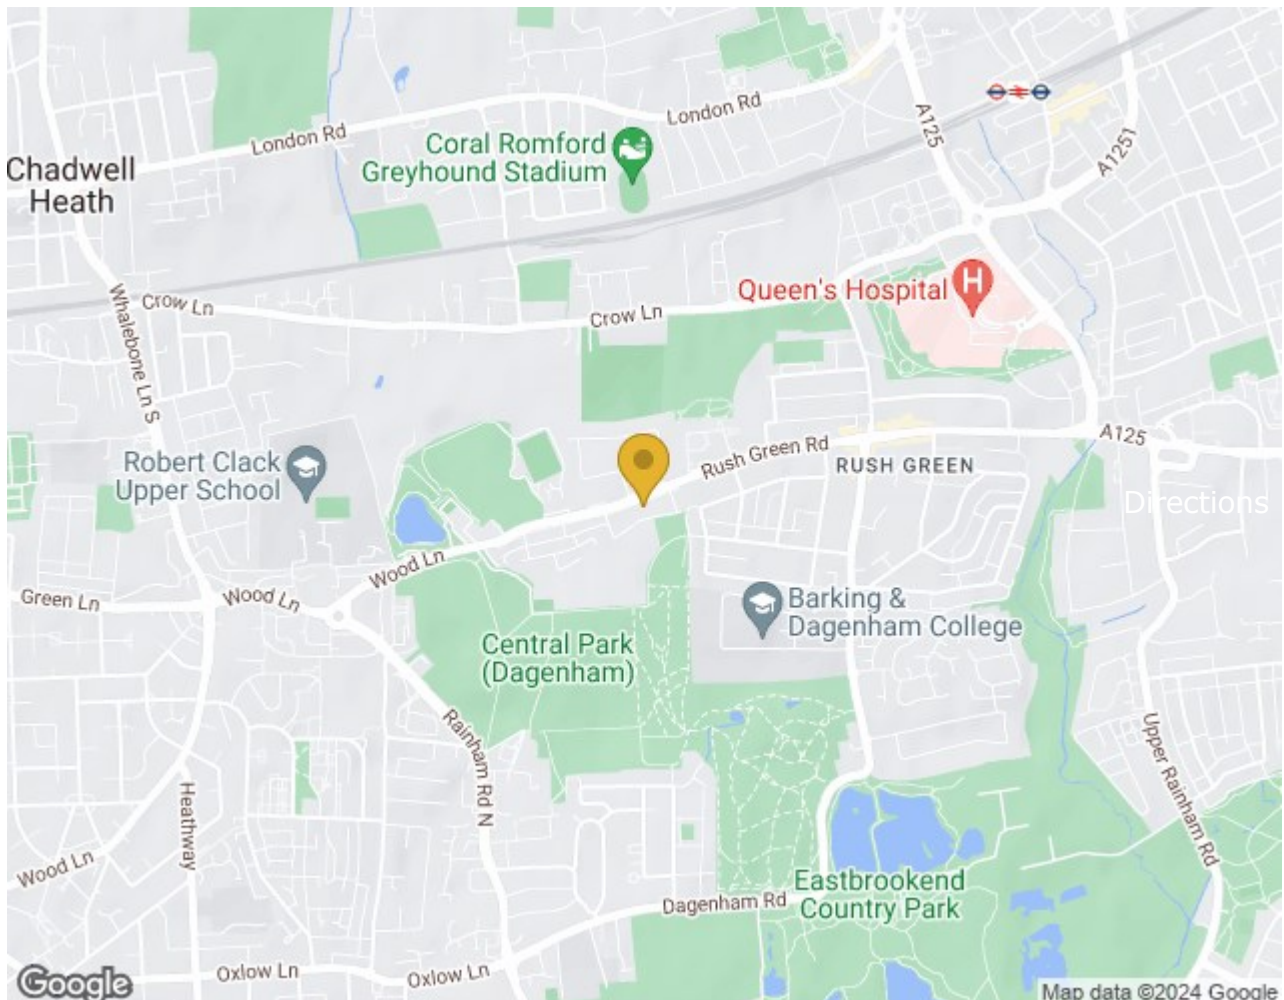 London Rd
London Rd
A125
A1251
Coral Romford
Greyhound Stadium
Chadwell
Heath
Queen's Hospital
H
Crow Ln
Crow Ln
Whalebone Ln S
Robert Clack
Upper School
Rush Green Rd
RUSH GREEN
A125
Directions
Wood Ln
Green Ln
Wood Ln
Barking &
Dagenham College
Central Park
(Dagenham)
Rainham Rd N
Upper Rainham Rd
Heathway
Wood Ln
Eastbrookend
Country Park
Dagenham Rd
Oxlow Ln
Oxlow Ln
Google
Map data ©2024 Google